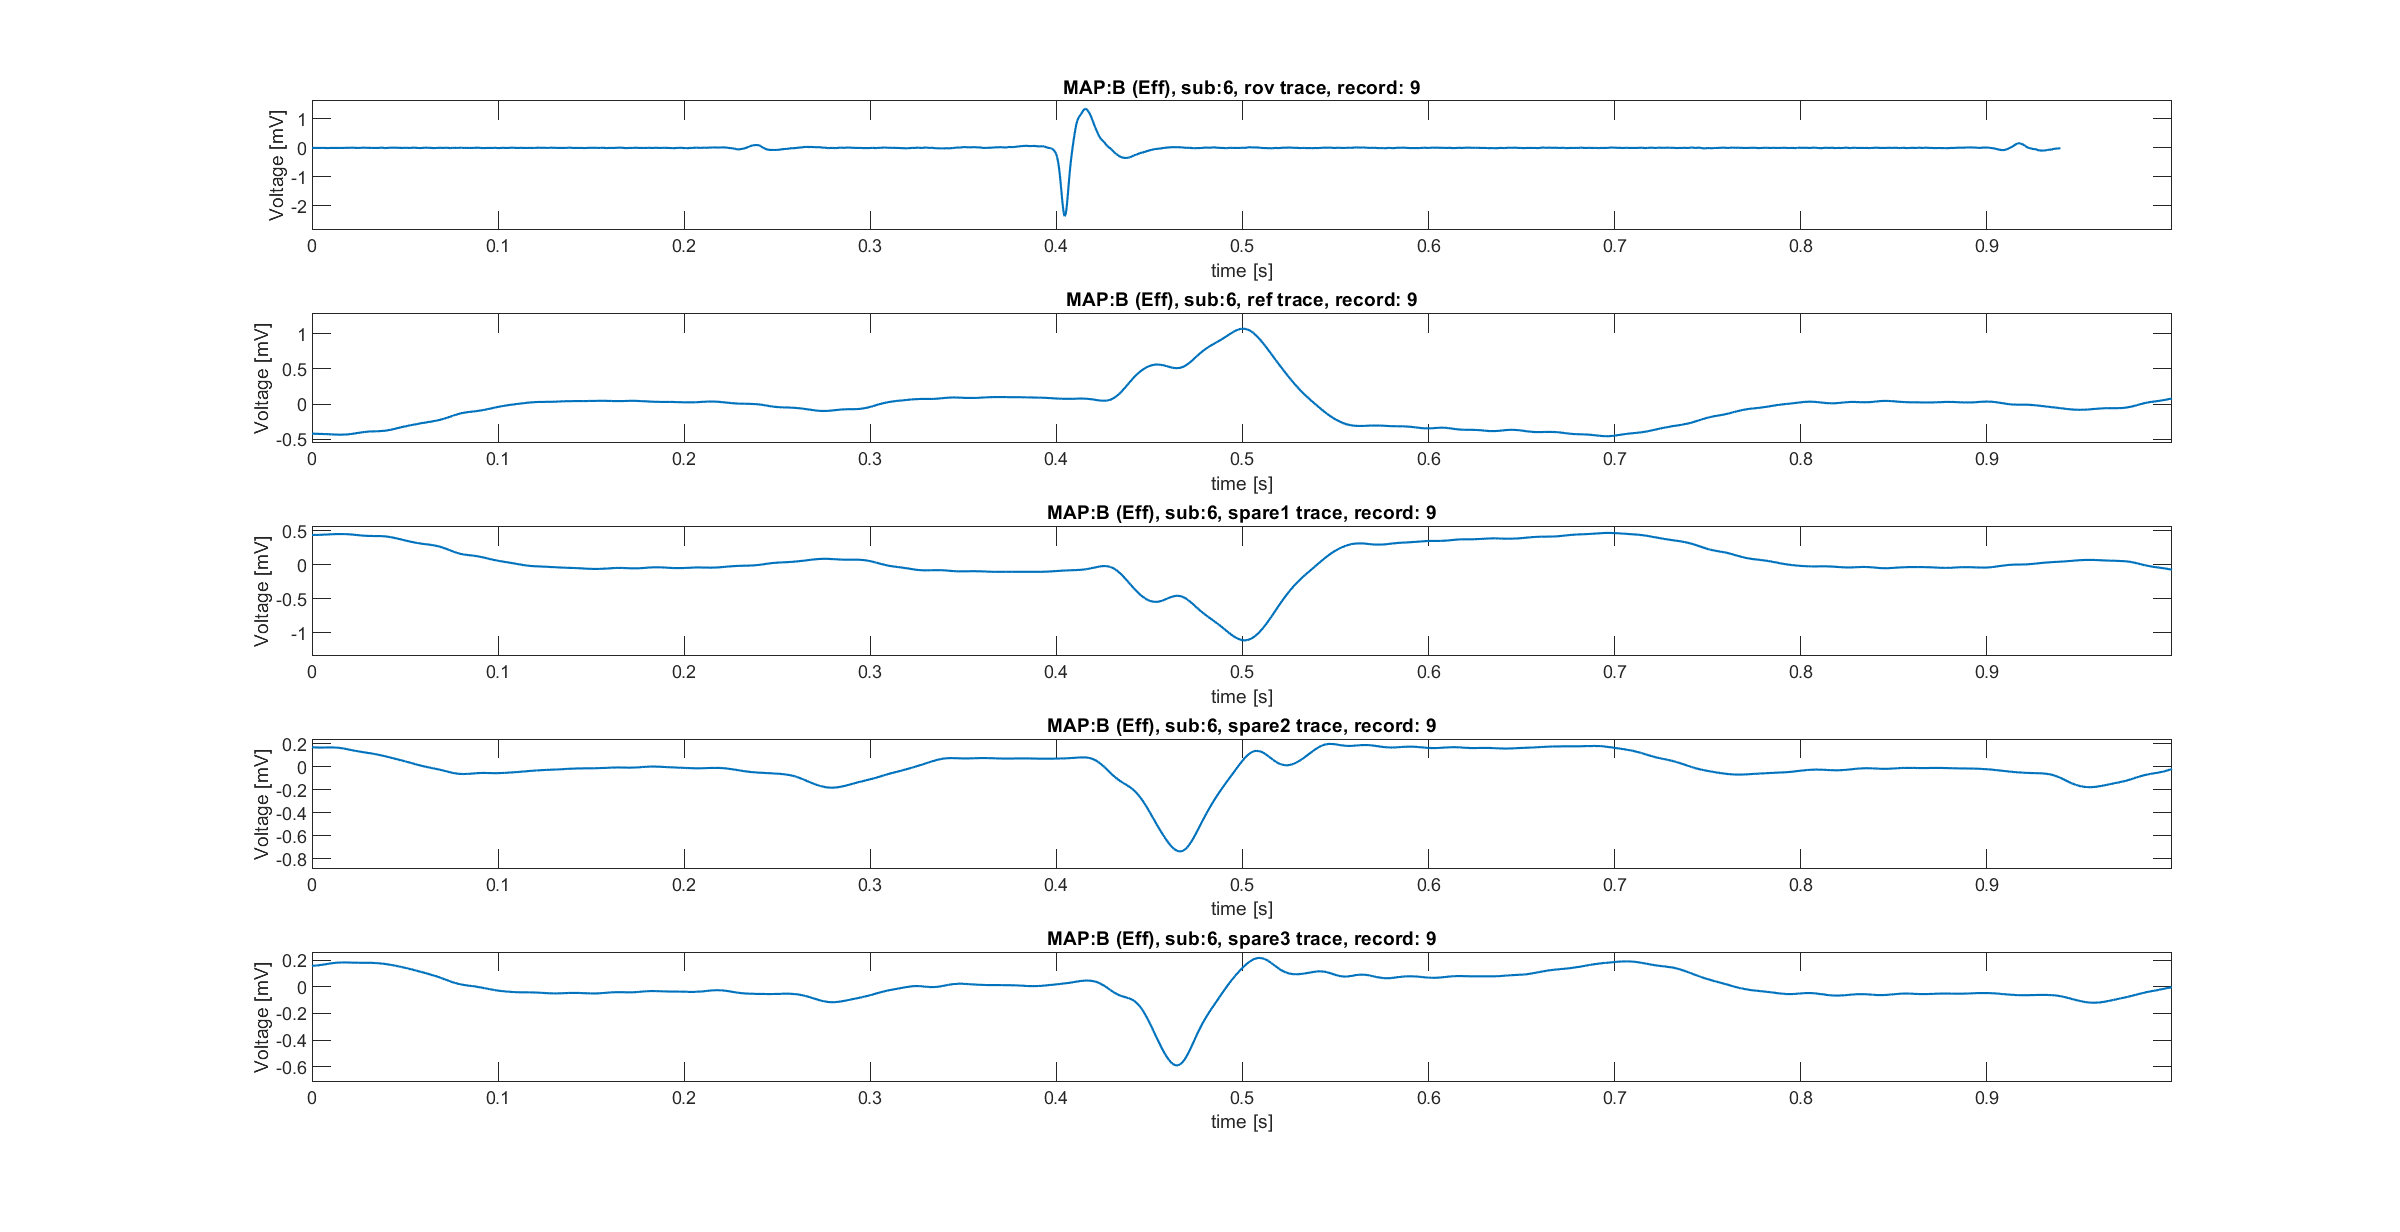 MAP:B (Eff), sub:6, rov trace, record: 9
Voltage [mV]
1
0
-1
-2
0 0.1 0.2 0.3 0.4 0.5 0.6 0.7 0.8 0.9
time [s]
MAP:B (Eff), sub:6, ref trace, record: 9
Voltage [mV]
1
0.5
0
-0.5
0 0.1 0.2 0.3 0.4 0.5 0.6 0.7 0.8 0.9
time [s]
MAP:B (Eff), sub:6, spare1 trace, record: 9
Voltage [mV]
0.5
0
-0.5
-1
0 0.1 0.2 0.3 0.4 0.5 0.6 0.7 0.8 0.9
time [s]
MAP:B (Eff), sub:6, spare2 trace, record: 9
Voltage [mV]
0.2
0
-0.2
-0.4
-0.6
-0.8
0 0.1 0.2 0.3 0.4 0.5 0.6 0.7 0.8 0.9
time [s]
MAP:B (Eff), sub:6, spare3 trace, record: 9
Voltage [mV]
0.2
0
-0.2
-0.4
-0.6
0 0.1 0.2 0.3 0.4 0.5 0.6 0.7 0.8 0.9
time [s]